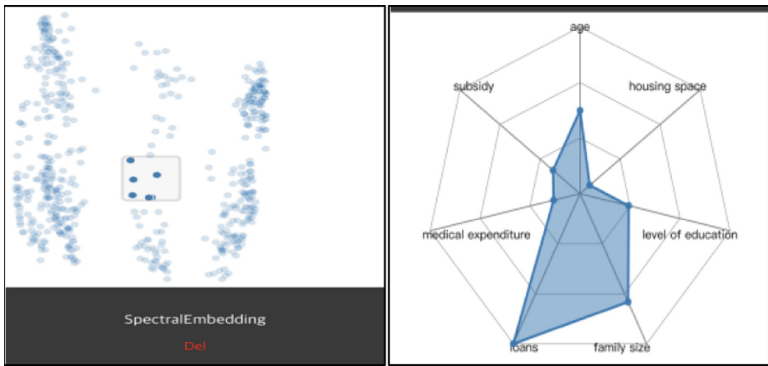 SpectralEmbedding
Del
age
subsidy
housing space
medical expenditure
level of education
loans
family size